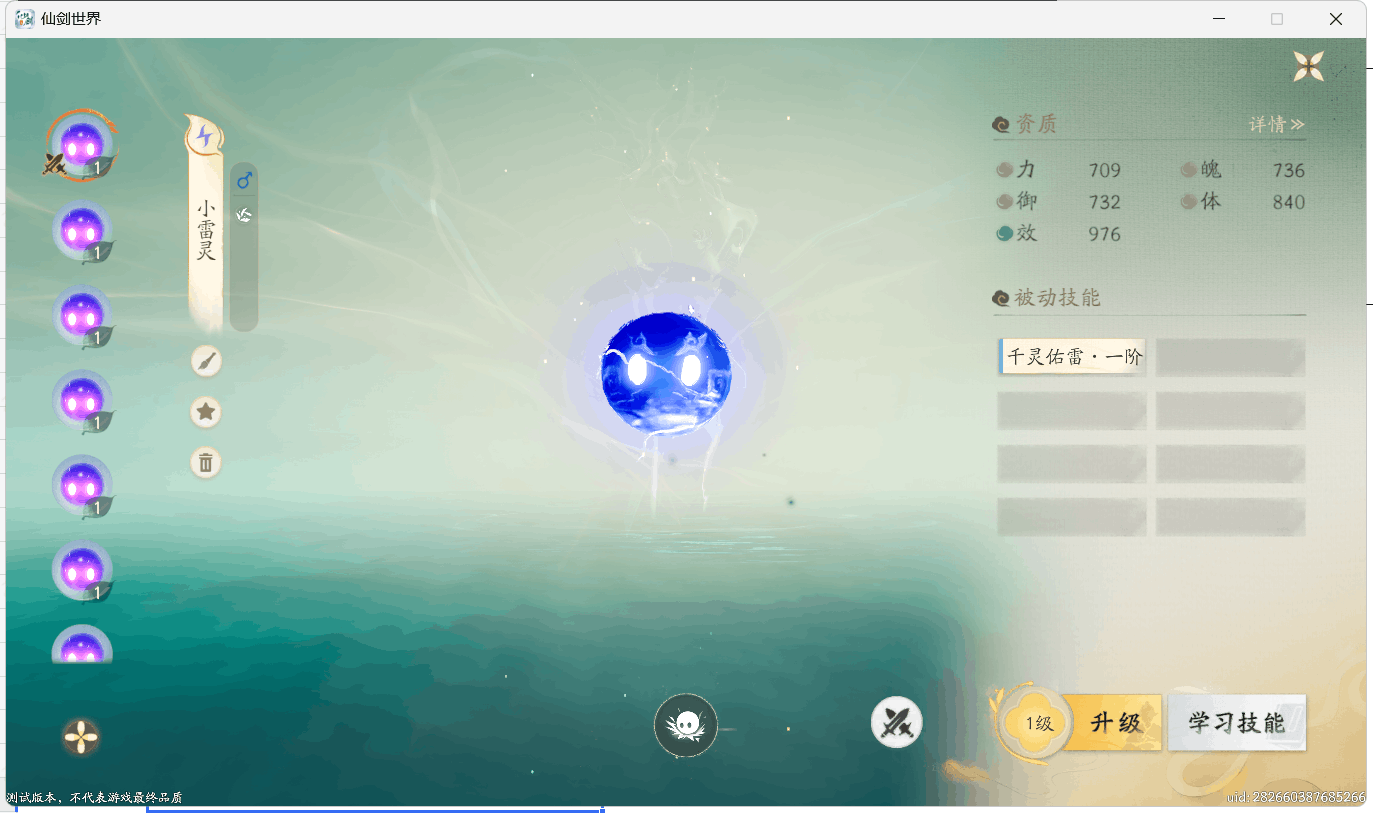 仙剑世界
资质
详情
力 709 魄 736
御 732 体 840
效 976
小雷灵
被动技能
千灵佑雷·一阶
1
1
1
1
1
1
1级 升级 学习技能
测试版本，不代表游戏最终品质
uid: 282660387685266